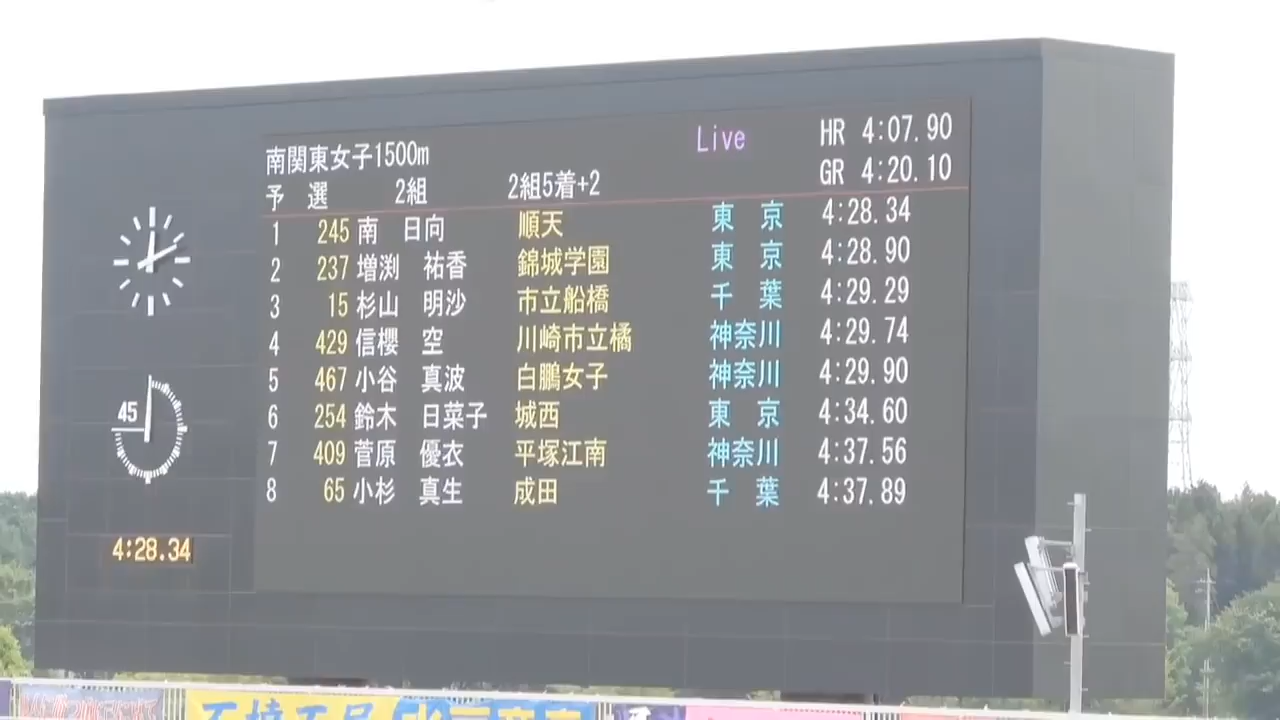 南関東女子1500m Live HR 4:07.90
予 選 2組 2組5着+2 GR 4:20.10
1 245 南 日向 順天 東 京 4:28.34
2 237 増渕 祐香 錦城学園 東 京 4:28.90
3 15 杉山 明沙 市立船橋 千 葉 4:29.29
4 429 信櫻 空 川崎市立橘 神奈川 4:29.74
5 467 小谷 真波 白鵬女子 神奈川 4:29.90
6 254 鈴木 日菜子 城西 東 京 4:34.60
7 409 菅原 優衣 平塚江南 神奈川 4:37.56
8 65 小杉 真生 成田 千 葉 4:37.89
45
4:28.34